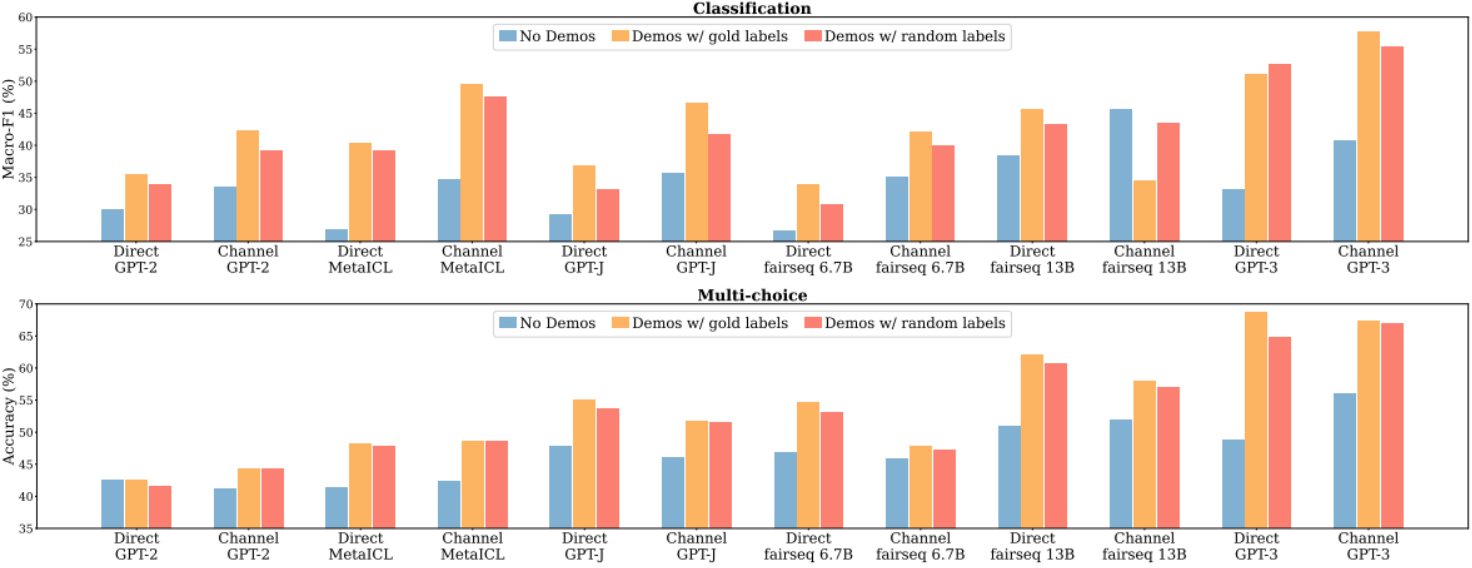 Classification
No Demos Demos w/ gold labels Demos w/ random labels
Macro-F1 (%)
60
55
50
45
40
35
30
25
Direct GPT-2
Channel GPT-2
Direct MetaICL
Channel MetaICL
Direct GPT-J
Channel GPT-J
Direct fairseq 6.7B
Channel fairseq 6.7B
Direct fairseq 13B
Channel fairseq 13B
Direct GPT-3
Channel GPT-3
Multi-choice
No Demos Demos w/ gold labels Demos w/ random labels
Accuracy (%)
70
65
60
55
50
45
40
35
Direct GPT-2
Channel GPT-2
Direct MetaICL
Channel MetaICL
Direct GPT-J
Channel GPT-J
Direct fairseq 6.7B
Channel fairseq 6.7B
Direct fairseq 13B
Channel fairseq 13B
Direct GPT-3
Channel GPT-3